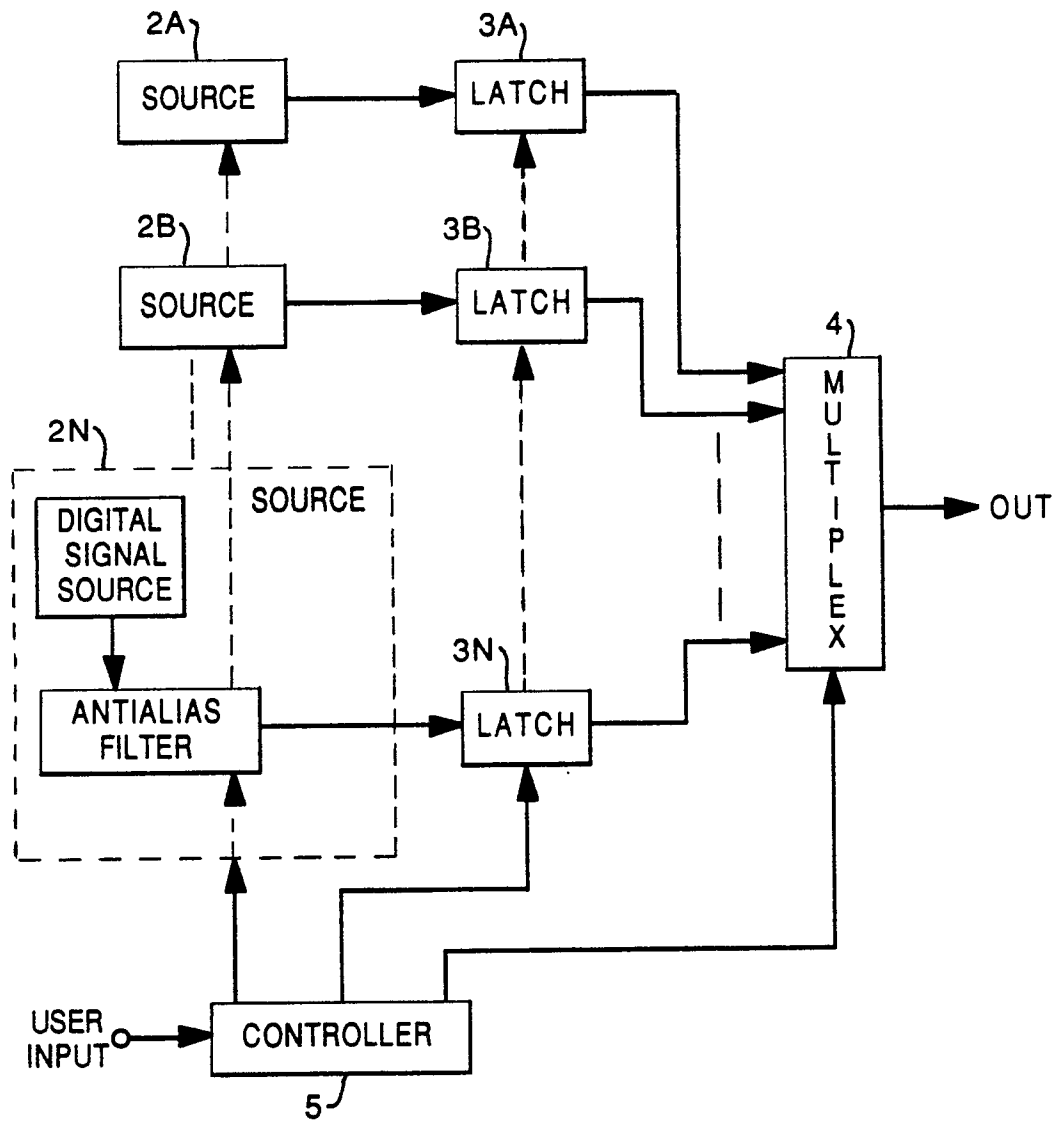 2A
3A
SOURCE
LATCH
2B
3B
SOURCE
LATCH
4
MULTIPLEX
2N
SOURCE
DIGITAL
SIGNAL
SOURCE
OUT
3N
ANTIALIAS
FILTER
LATCH
USER
INPUT
CONTROLLER
5